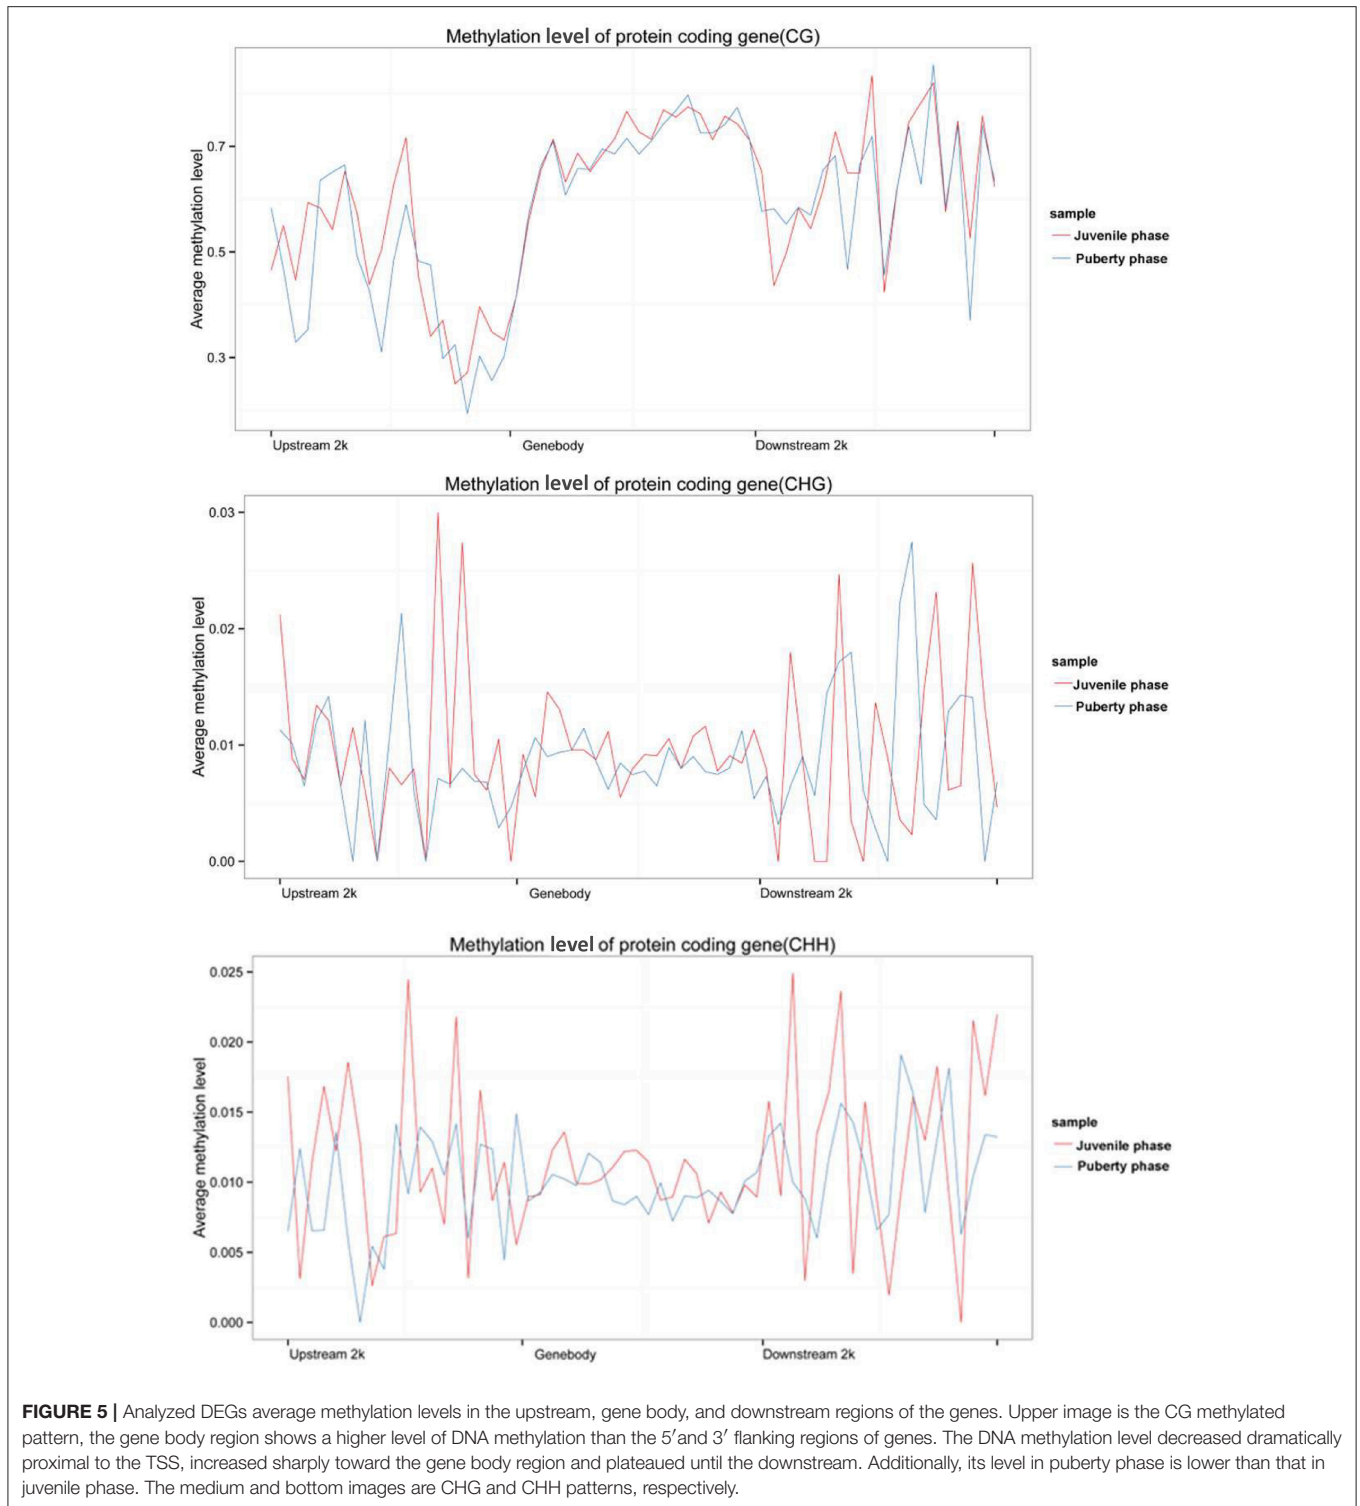 Methylation level of protein coding gene(CG)
Average methylation level
0.7
0.5
0.3
Upstream 2k
Genebody
Downstream 2k
sample
Juvenile phase
Puberty phase
Methylation level of protein coding gene(CHG)
Average methylation level
0.03
0.02
0.01
0.00
Upstream 2k
Genebody
Downstream 2k
sample
Juvenile phase
Puberty phase
Methylation level of protein coding gene(CHH)
Average methylation level
0.025
0.020
0.015
0.010
0.005
0.000
Upstream 2k
Genebody
Downstream 2k
sample
Juvenile phase
Puberty phase
FIGURE 5 | Analyzed DEGs average methylation levels in the upstream, gene body, and downstream regions of the genes. Upper image is the CG methylated
pattern, the gene body region shows a higher level of DNA methylation than the 5′and 3′ flanking regions of genes. The DNA methylation level decreased dramatically
proximal to the TSS, increased sharply toward the gene body region and plateaued until the downstream. Additionally, its level in puberty phase is lower than that in
juvenile phase. The medium and bottom images are CHG and CHH patterns, respectively.